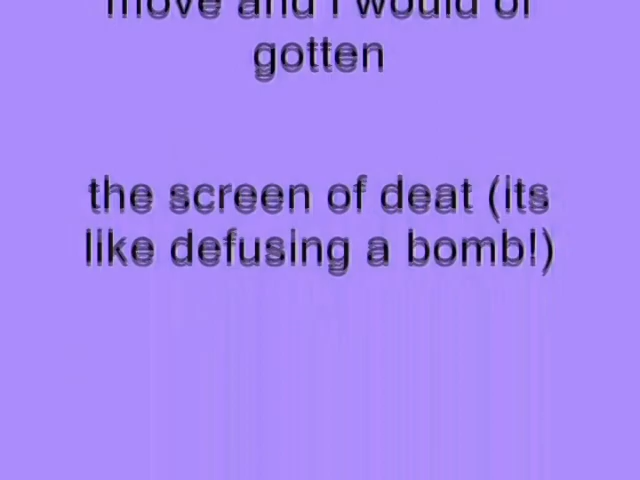 move and i would of
gotten
the screen of deat (its
like defusing a bomb!)